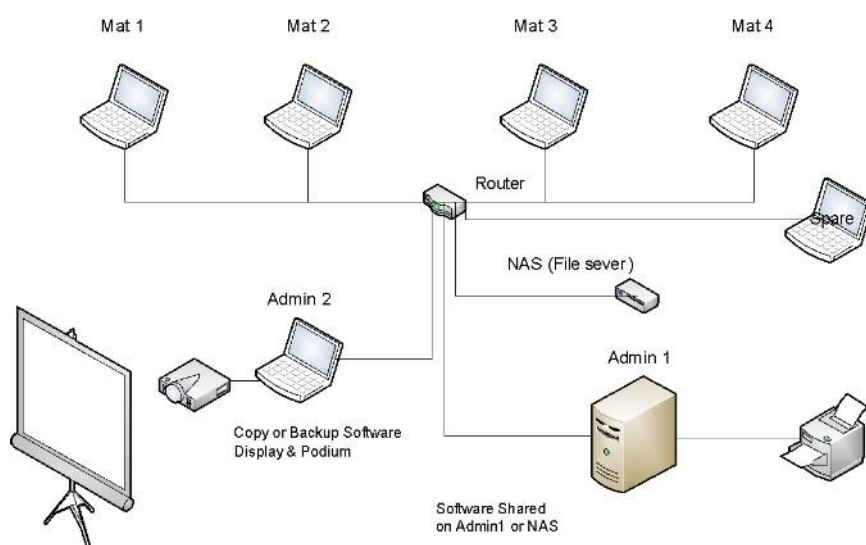 Mat 1
Mat 2
Mat 3
Mat 4
Router
Spare
NAS (File sever)
Admin 2
Admin 1
Copy or Backup Software
Display & Podium
Software Shared
on Admin1 or NAS